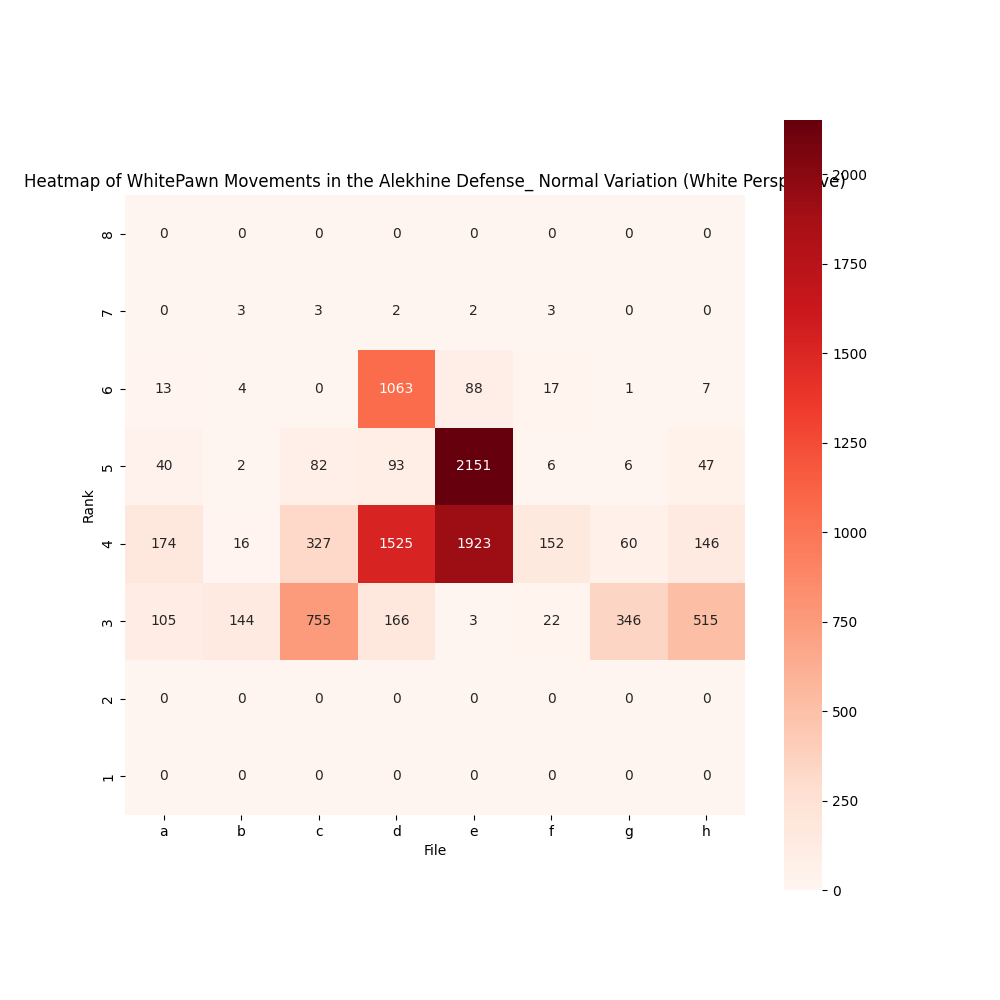 Heatmap of WhitePawn Movements in the Alekhine Defense_ Normal Variation (White Perspective)
2000
8 0 0 0 0 0 0 0 0
1750
7 0 3 3 2 2 3 0 0
1500
6 13 4 0 1063 88 17 1 7
1250
5 40 2 82 93 2151 6 6 47
Rank
1000
4 174 16 327 1525 1923 152 60 146
750
3 105 144 755 166 3 22 346 515
500
2 0 0 0 0 0 0 0 0
1 0 0 0 0 0 0 0 0
250
a b c d e f g h
File
0